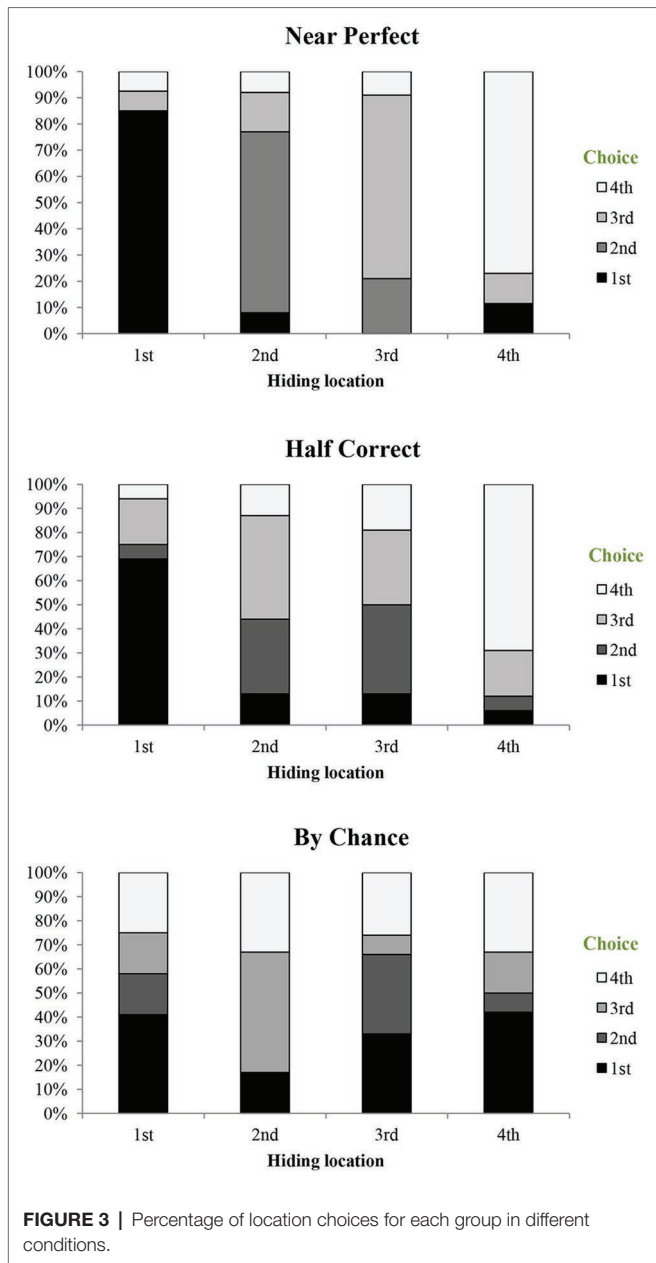 Near Perfect
100%
90%
80%
70%
60%
50%
40%
30%
20%
10%
0%
1st 2nd 3rd 4th
Hiding location
Choice
4th
3rd
2nd
1st
Half Correct
100%
90%
80%
70%
60%
50%
40%
30%
20%
10%
0%
1st 2nd 3rd 4th
Hiding location
Choice
4th
3rd
2nd
1st
By Chance
100%
90%
80%
70%
60%
50%
40%
30%
20%
10%
0%
1st 2nd 3rd 4th
Hiding location
Choice
4th
3rd
2nd
1st
FIGURE 3 | Percentage of location choices for each group in different
conditions.